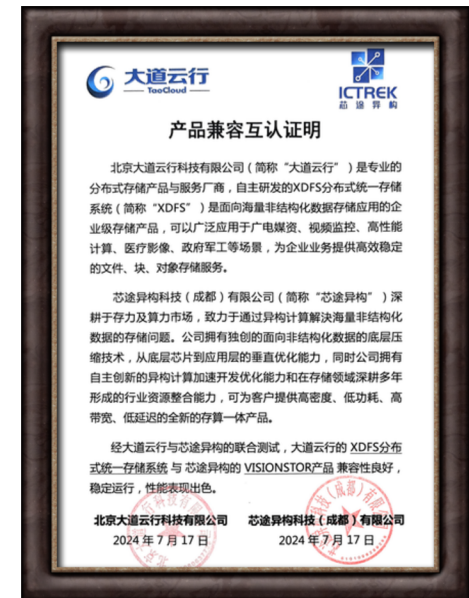 大道云行
TaoCloud
ICTREK
芯途异构
产品兼容互认证明
北京大道云行科技有限公司（简称“大道云行”）是专业的
分布式存储产品与服务厂商，自主研发的XDFS分布式统一存储
系统（简称“XDFS”）是面向海量非结构化数据存储应用的企
业级存储产品，可以广泛应用于广电媒资、视频监控、高性能
计算、医疗影像、政府军工等场景，为企业业务提供高效稳定
的文件、块、对象存储服务。
芯途异构科技（成都）有限公司（简称“芯途异构”）深
耕于存力及算力市场，致力于通过异构计算解决海量非结构化
数据的存储问题。公司拥有独创的面向非结构化数据的底层压
缩技术，从底层芯片到应用层的垂直优化能力，同时公司拥有
自主创新的异构计算加速开发优化能力和在存储领域深耕多年
形成的行业资源整合能力，可为客户提供高密度、低功耗、高
带宽、低延迟的全新的存算一体产品。
经大道云行与芯途异构的联合测试，大道云行的 XDFS分布
式统一存储系统 与 芯途异构的 VISIONSTOR产品 兼容性良好，
稳定运行，性能表现出色。
北京大道云行科技有限公司 芯途异构科技（成都）有限公司
2024 年 7 月 17 日 2024 年 7 月 17 日